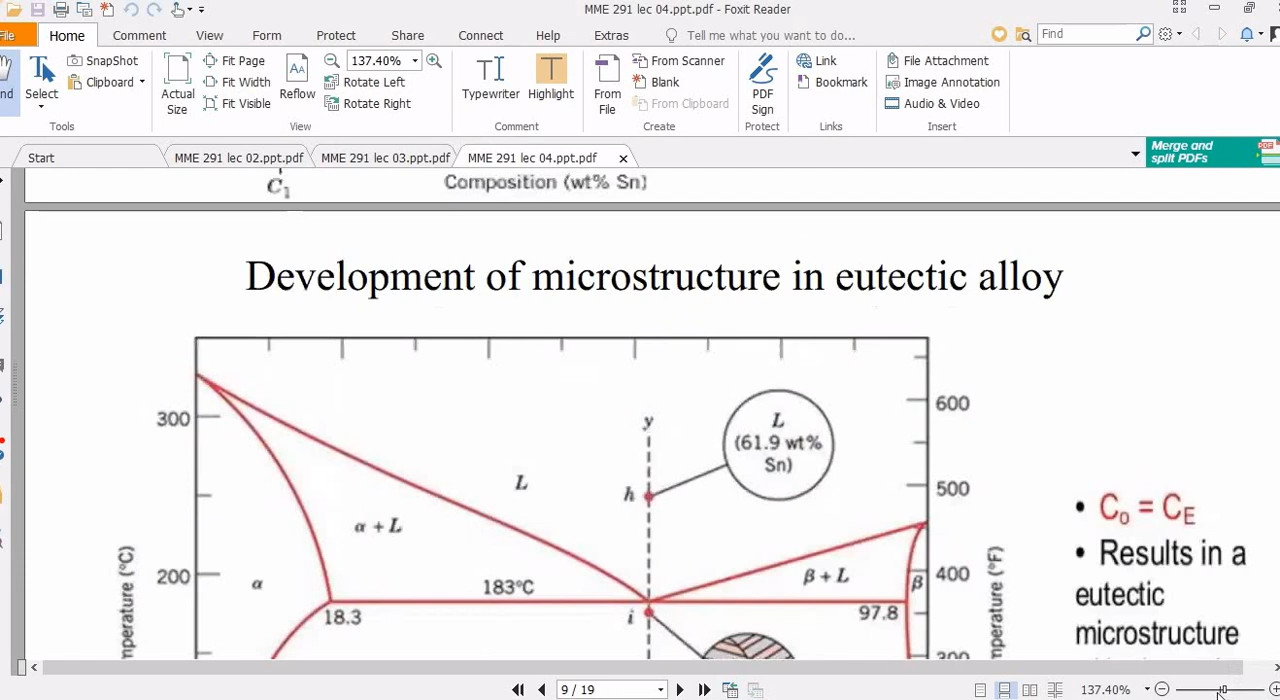 MME 291 lec 04.ppt.pdf - Foxit Reader
File Home Comment View Form Protect Share Connect Help Extras Tell me what you want to do... Find
Select
SnapShot
Clipboard
Tools
Actual Size
Fit Page
Fit Width
Fit Visible
Reflow
137.40%
Rotate Left
Rotate Right
View
Typewriter
Highlight
Comment
From File
From Scanner
Blank
From Clipboard
Create
PDF Sign
Protect
Link
Bookmark
Links
File Attachment
Image Annotation
Audio & Video
Insert
Start MME 291 lec 02.ppt.pdf MME 291 lec 03.ppt.pdf MME 291 lec 04.ppt.pdf
Merge and
split PDFs
PDF
C1 Composition (wt% Sn)
Development of microstructure in eutectic alloy
300
200
y
L
(61.9 wt%
Sn)
h
L
α + L
α
183°C
18.3
i
β + L
β
97.8
600
500
400
300
(°C)
(°F)
• Co = CE
• Results in a
eutectic
microstructure
9 / 19
137.40%